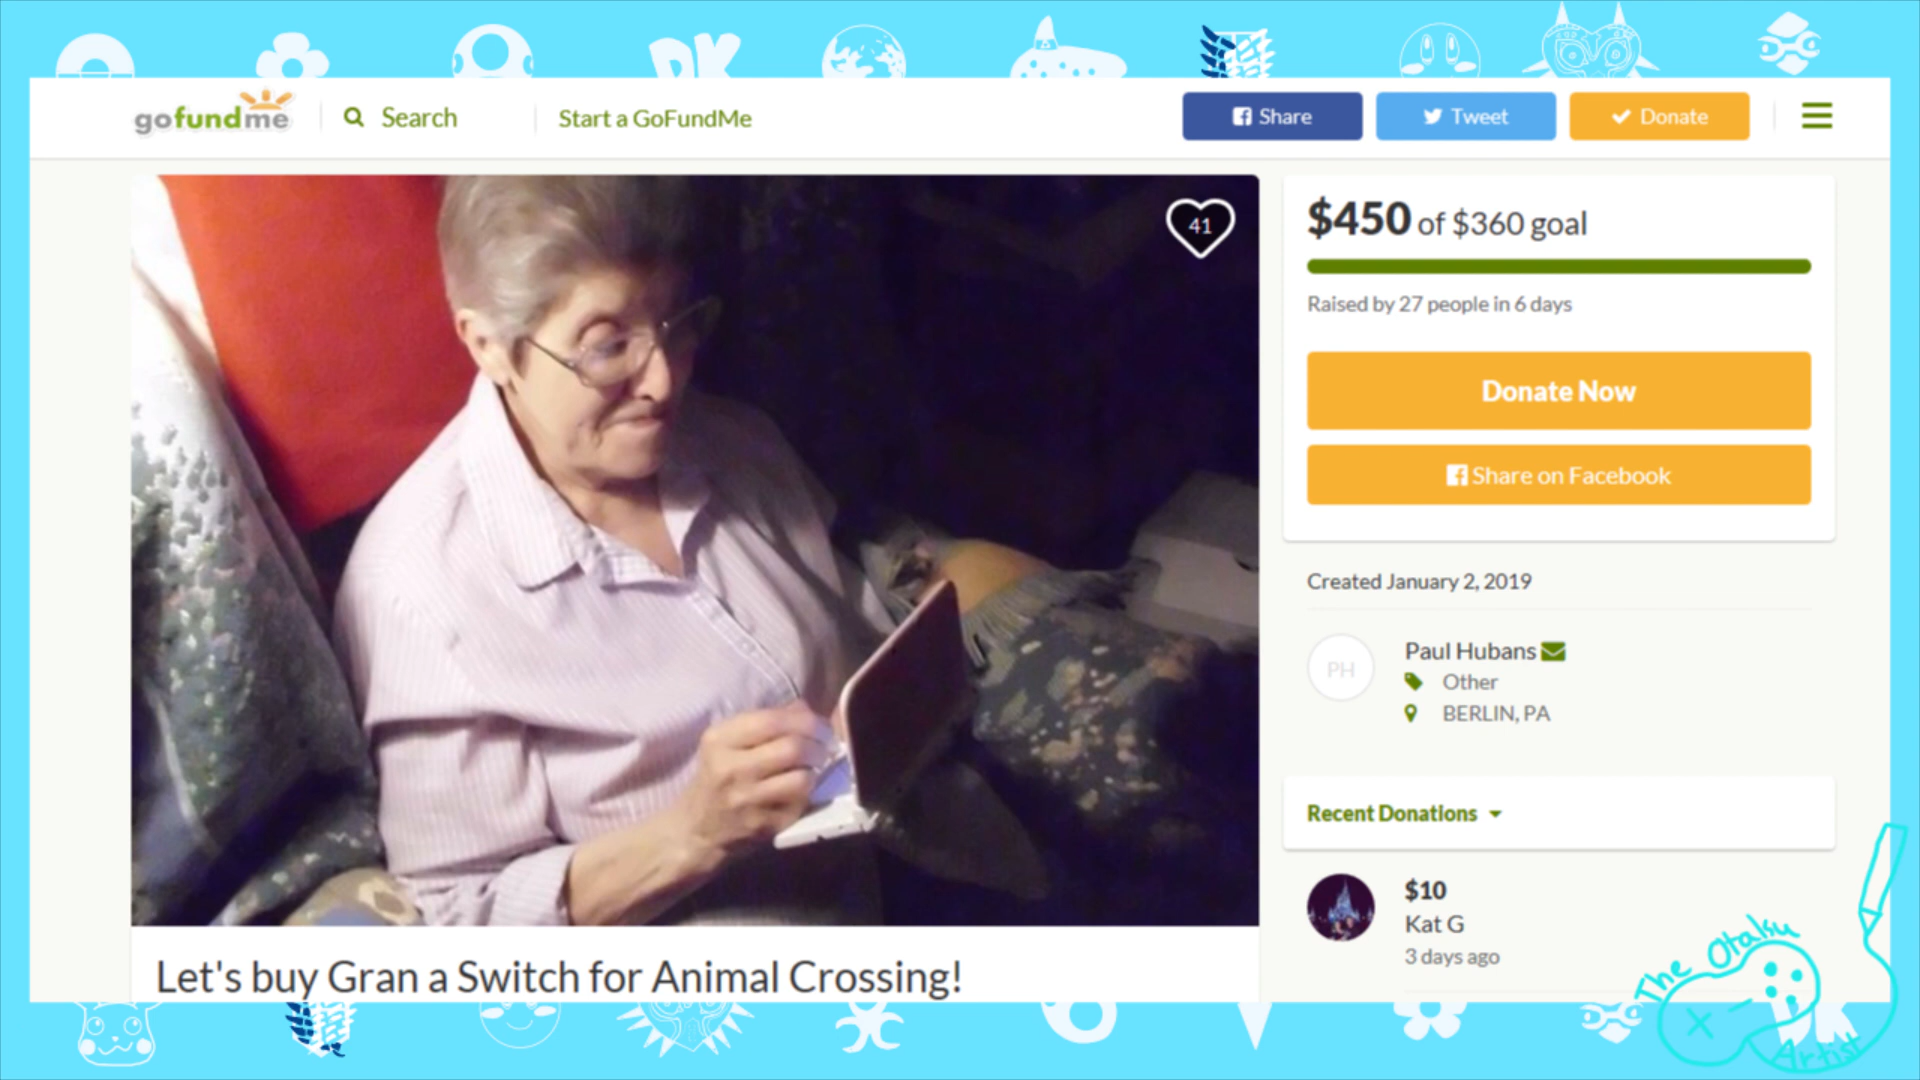 DK
gofundme
Search
Start a GoFundMe
Share
Tweet
Donate
41
$450 of $360 goal
Raised by 27 people in 6 days
Donate Now
Share on Facebook
Created January 2, 2019
PH
Paul Hubans
Other
BERLIN, PA
Recent Donations
$10
Kat G
3 days ago
Let's buy Gran a Switch for Animal Crossing!
The Otaku
Artist